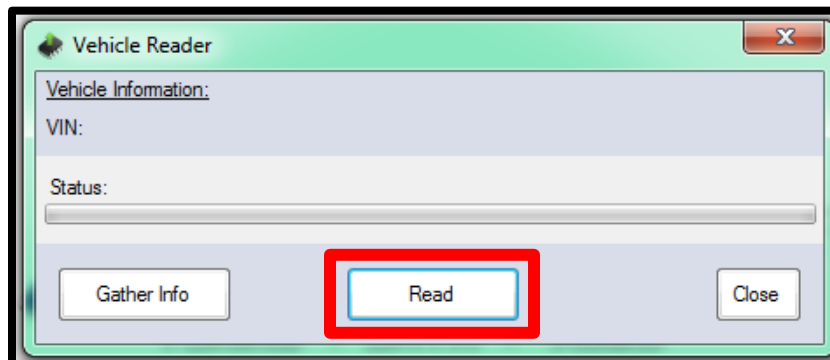 Vehicle Reader
Vehicle Information:
VIN:
Status:
Gather Info Read Close